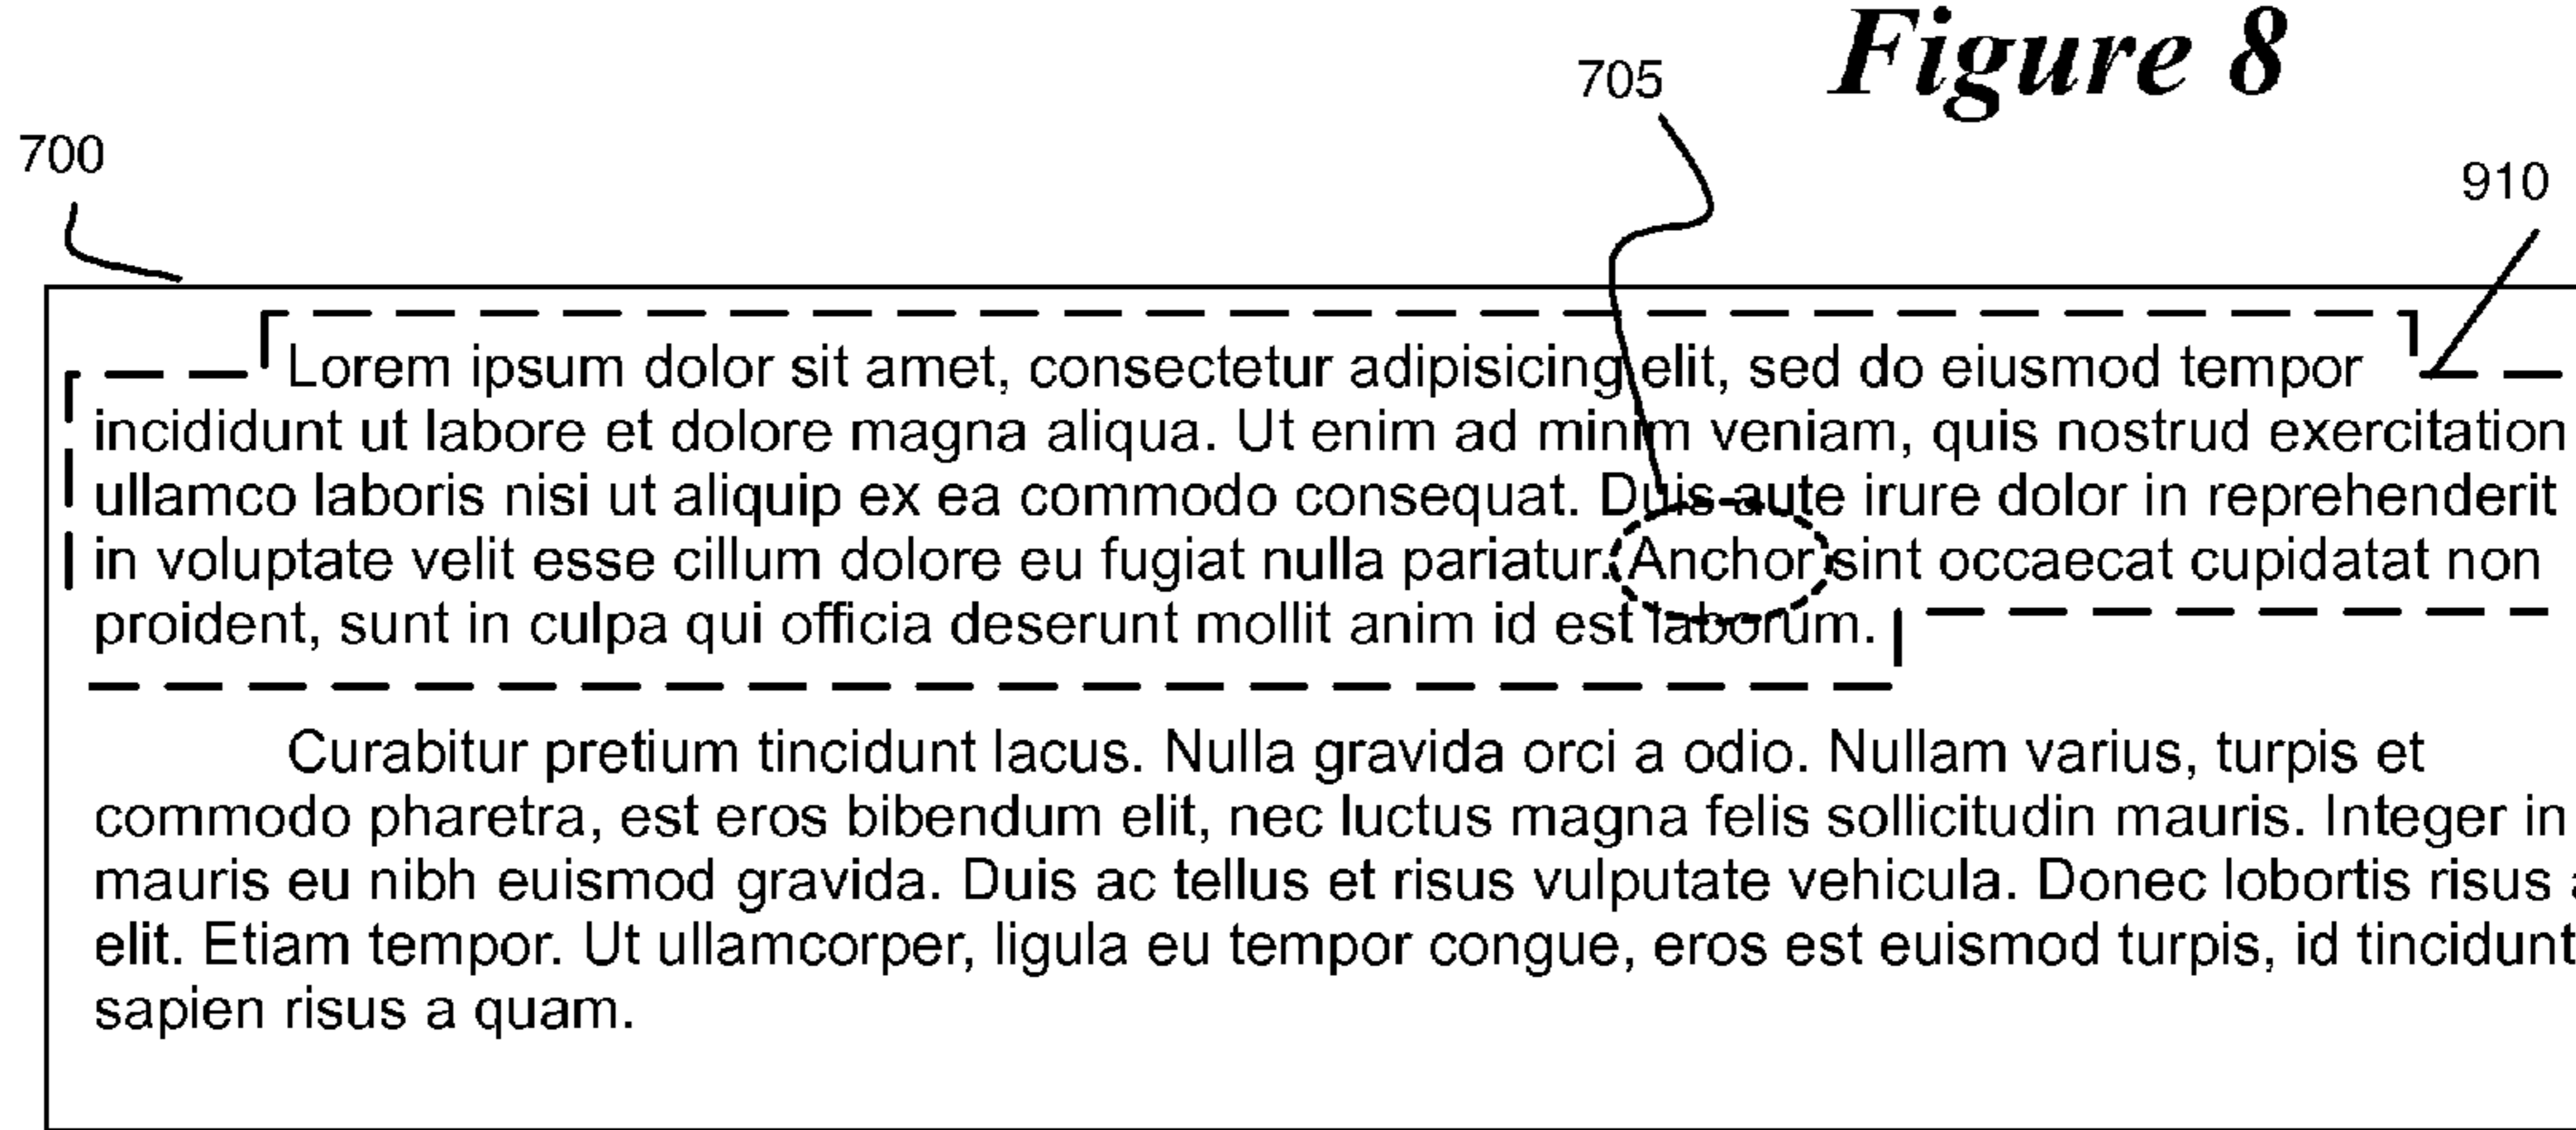 Figure 8
705
700
910
Lorem ipsum dolor sit amet, consectetur adipisicing elit, sed do eiusmod tempor
incididunt ut labore et dolore magna aliqua. Ut enim ad minim veniam, quis nostrud exercitation
ullamco laboris nisi ut aliquip ex ea commodo consequat. Duis aute irure dolor in reprehenderit
in voluptate velit esse cillum dolore eu fugiat nulla pariatur. Anchor sint occaecat cupidatat non
proident, sunt in culpa qui officia deserunt mollit anim id est laborum.
Curabitur pretium tincidunt lacus. Nulla gravida orci a odio. Nullam varius, turpis et
commodo pharetra, est eros bibendum elit, nec luctus magna felis sollicitudin mauris. Integer in
mauris eu nibh euismod gravida. Duis ac tellus et risus vulputate vehicula. Donec lobortis risus
elit. Etiam tempor. Ut ullamcorper, ligula eu tempor congue, eros est euismod turpis, id tincidunt
sapien risus a quam.